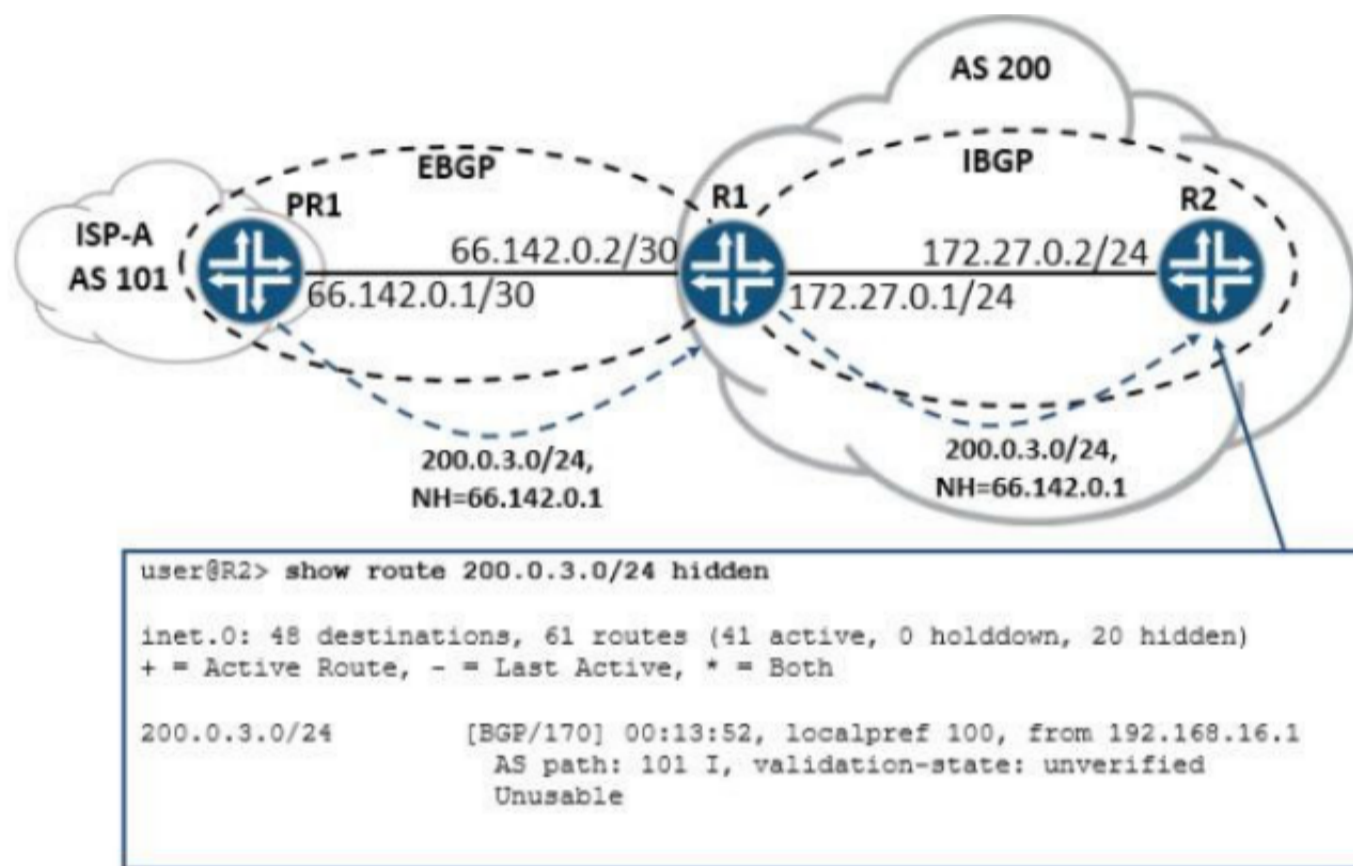 AS 200
EBGP
IBGP
PR1
R1
R2
ISP-A
AS 101
66.142.0.2/30
172.27.0.2/24
66.142.0.1/30
172.27.0.1/24
200.0.3.0/24,
NH=66.142.0.1
200.0.3.0/24,
NH=66.142.0.1
user@R2> show route 200.0.3.0/24 hidden
inet.0: 48 destinations, 61 routes (41 active, 0 holddown, 20 hidden)
+ = Active Route, - = Last Active, * = Both
200.0.3.0/24 [BGP/170] 00:13:52, localpref 100, from 192.168.16.1
AS path: 101 I, validation-state: unverified
Unusable